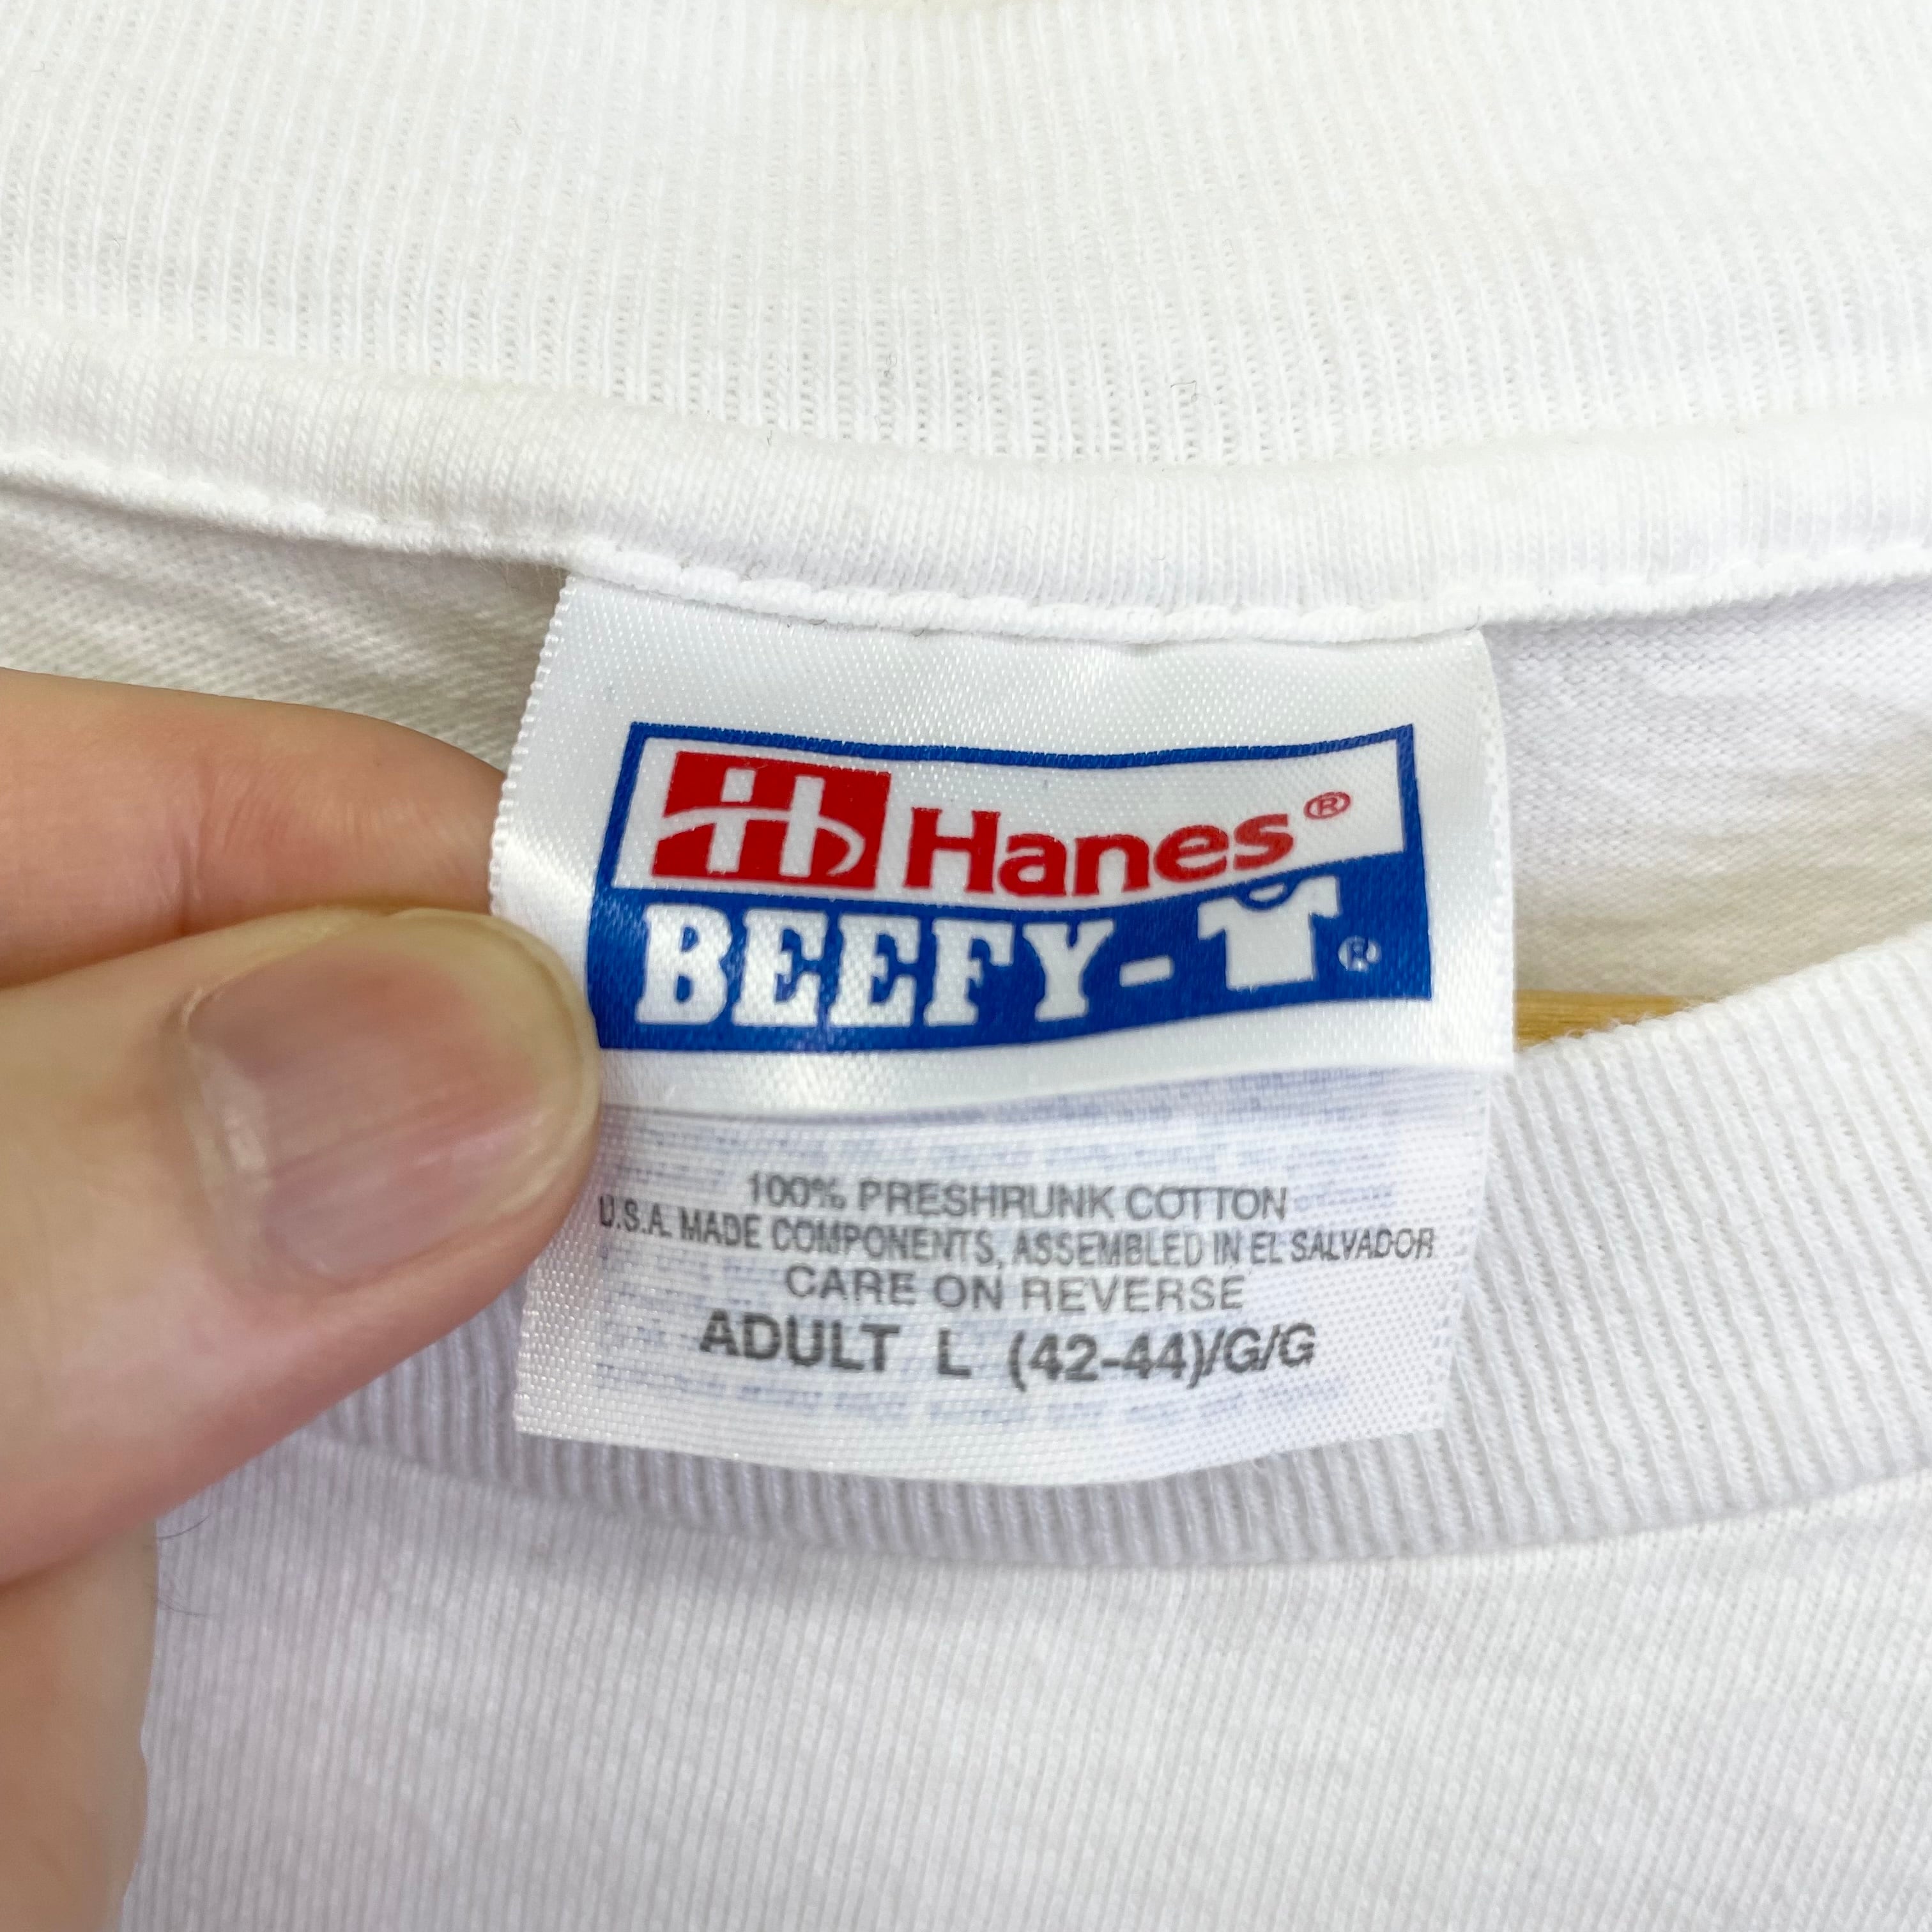 Hanes®
BEEFY-T®
100% PRESHRUNK COTTON
U.S.A. MADE COMPONENTS, ASSEMBLED IN EL SALVADOR
CARE ON REVERSE
ADULT L (42-44)/G/G